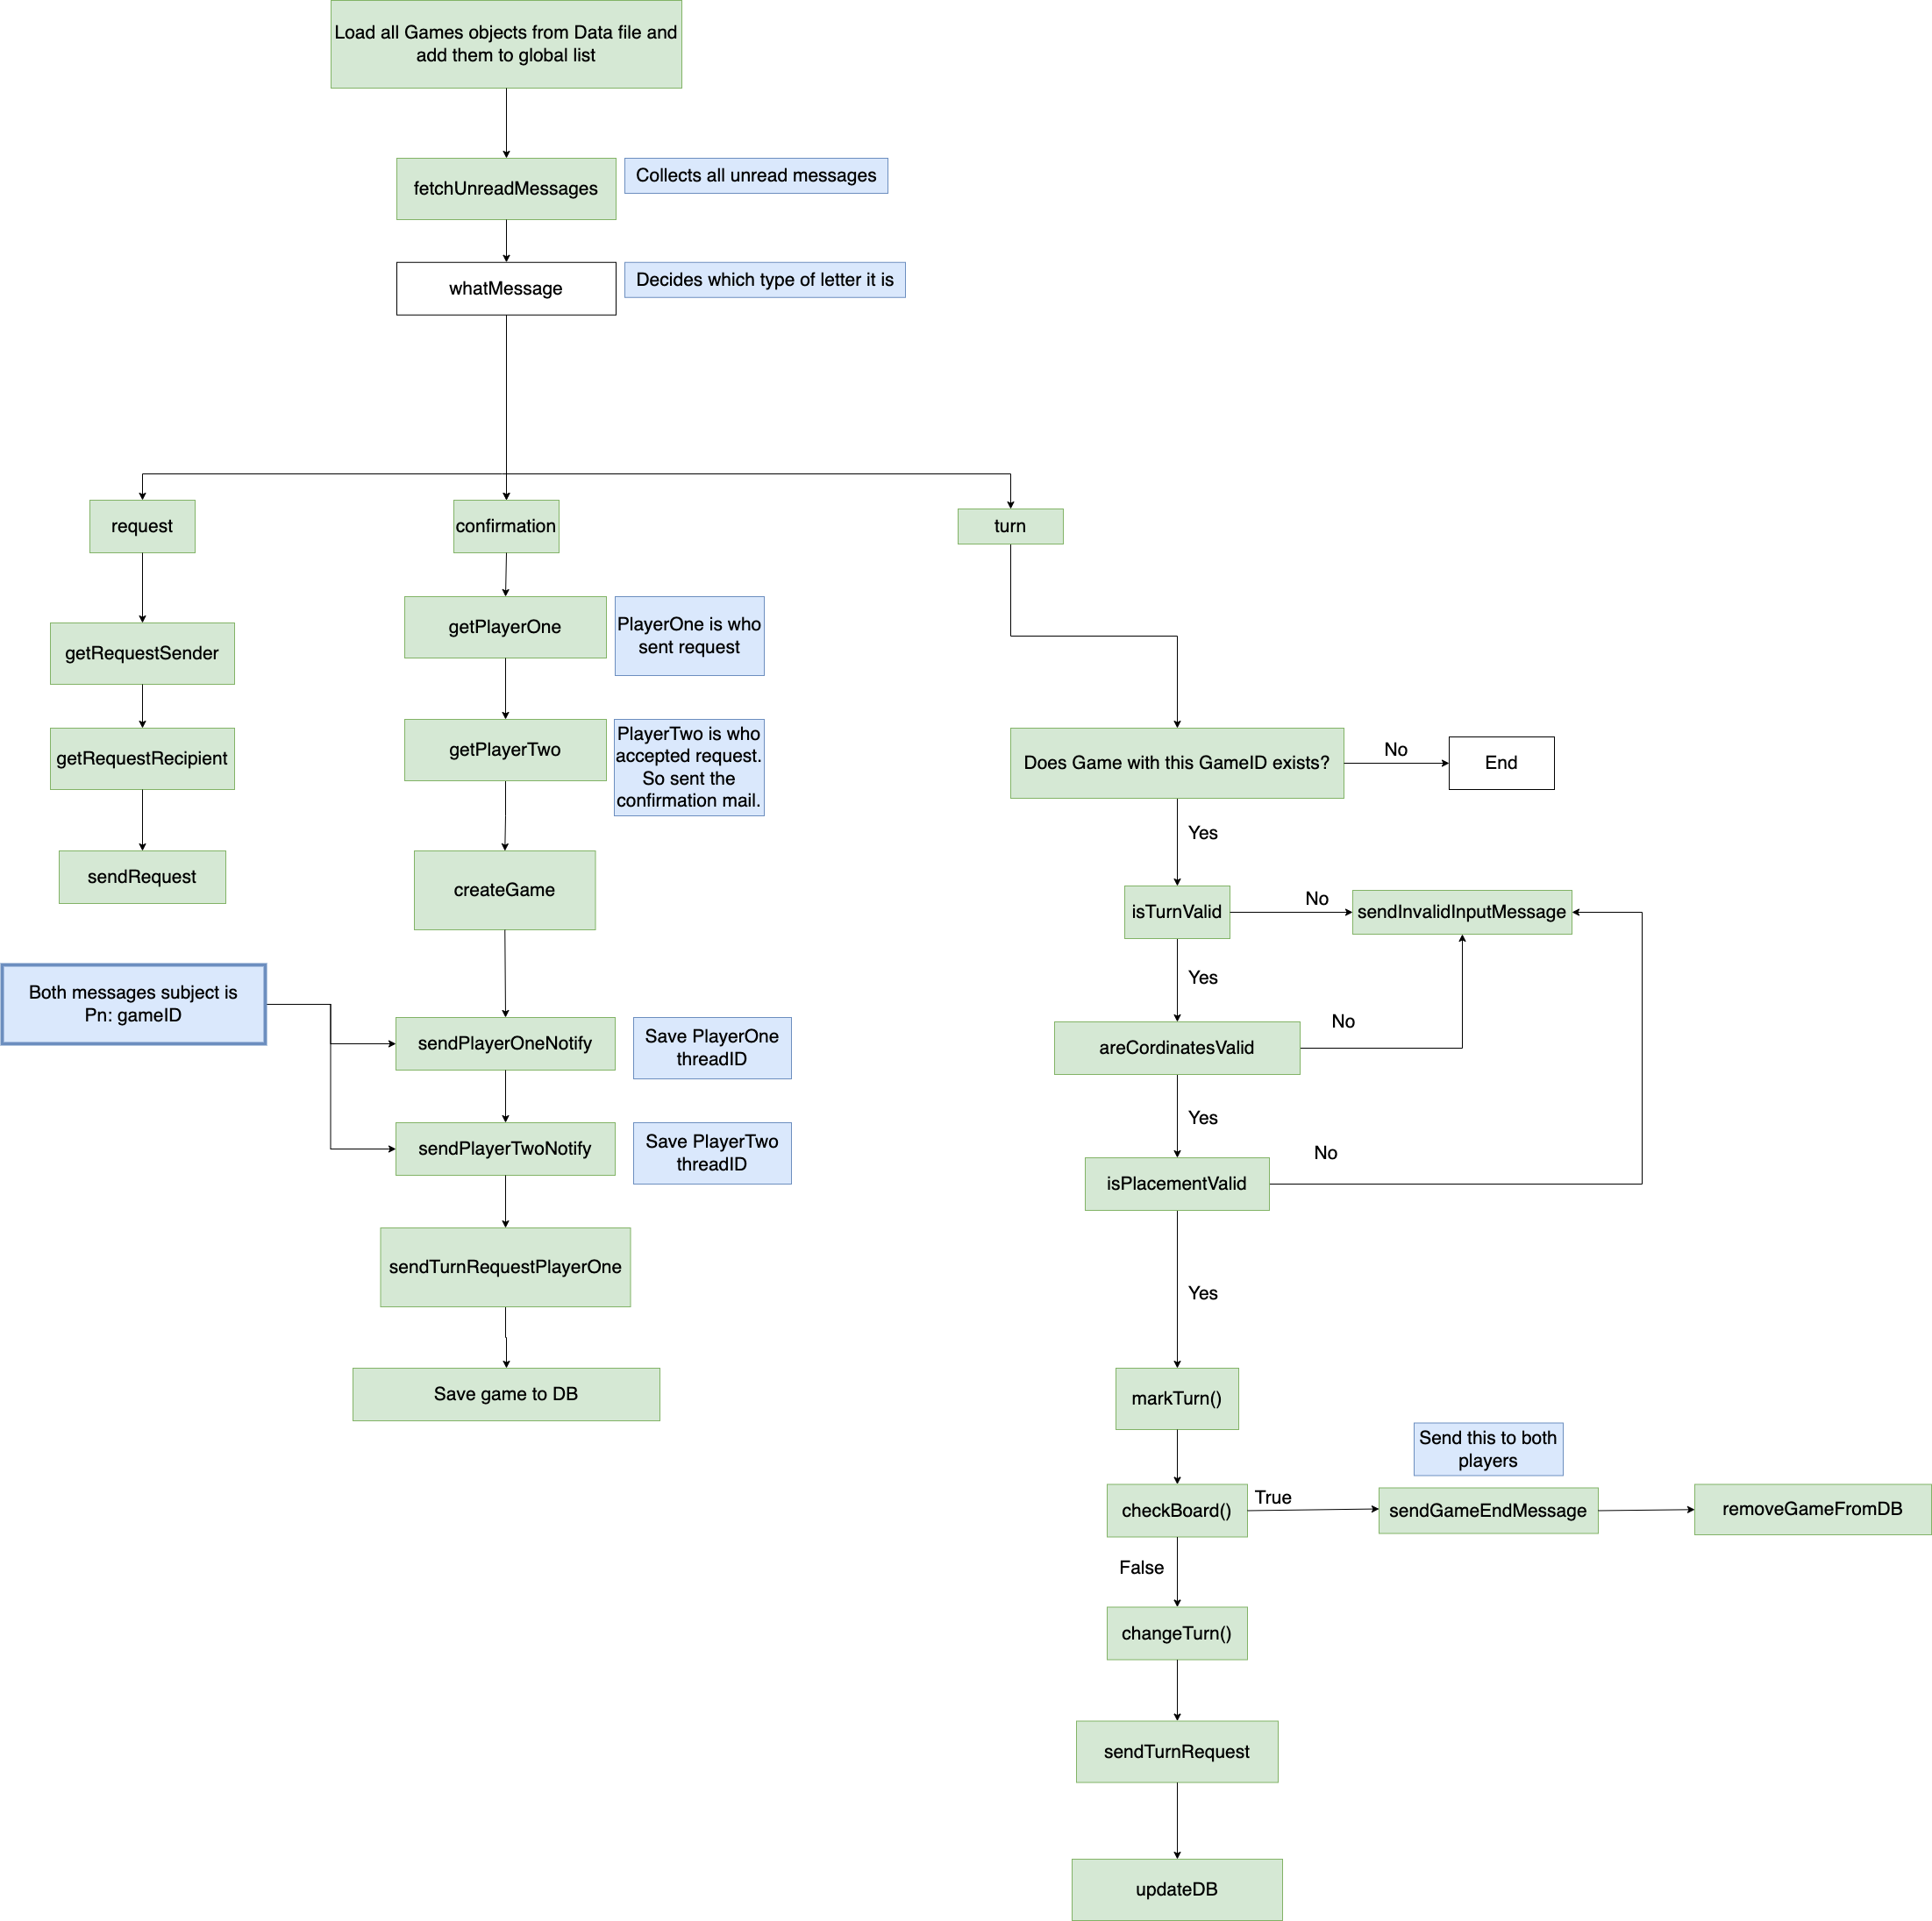 Load all Games objects from Data file and
add them to global list
fetchUnreadMessages
Collects all unread messages
whatMessage
Decides which type of letter it is
request
confirmation
turn
getRequestSender
getRequestRecipient
sendRequest
getPlayerOne
PlayerOne is who
sent request
getPlayerTwo
PlayerTwo is who
accepted request.
So sent the
confirmation mail.
createGame
Both messages subject is
Pn: gameID
sendPlayerOneNotify
Save PlayerOne
threadID
sendPlayerTwoNotify
Save PlayerTwo
threadID
sendTurnRequestPlayerOne
Save game to DB
Does Game with this GameID exists?
No
End
Yes
isTurnValid
No
sendInvalidInputMessage
Yes
areCordinatesValid
No
Yes
isPlacementValid
No
Yes
markTurn()
checkBoard()
True
Send this to both
players
sendGameEndMessage
removeGameFromDB
False
changeTurn()
sendTurnRequest
updateDB